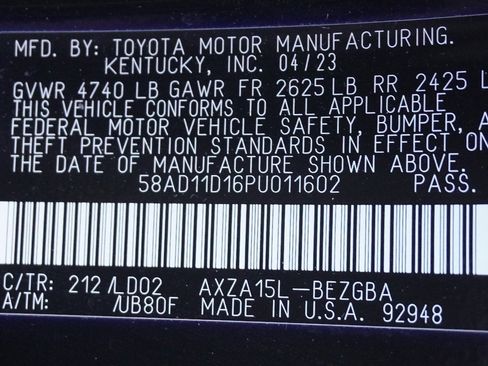 MFD. BY: TOYOTA MOTOR MANUFACTURING.
KENTUCKY, INC. 04/23
GVWR 4740 LB GAWR FR 2625 LB RR 2425 L
THIS VEHICLE CONFORMS TO ALL APPLICABLE
FEDERAL MOTOR VEHICLE SAFETY, BUMPER, A
THEFT PREVENTION STANDARDS IN EFFECT ON
THE DATE OF MANUFACTURE SHOWN ABOVE.
58AD11D16PU011602 PASS.
C/TR: 212/LD02 AXZA15L-BEZGBA
A/TM: /UB80F MADE IN U.S.A. 92948